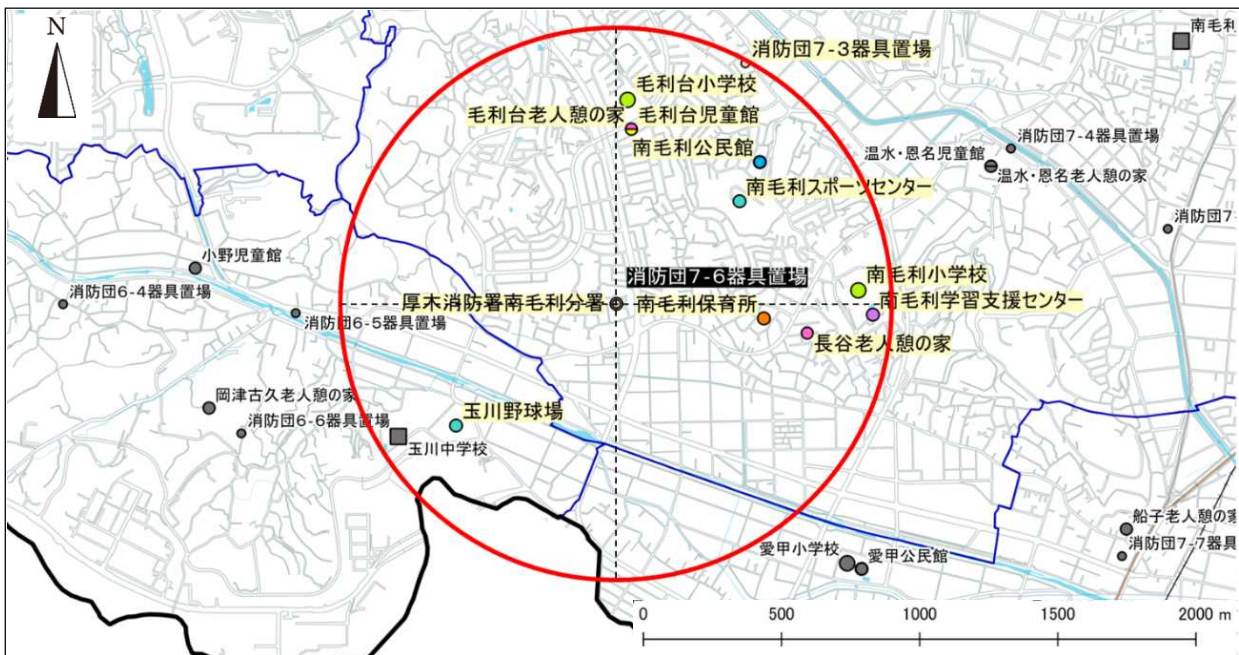 N
消防団7-3器具置場
南毛利
毛利台小学校
毛利台老人憩の家
毛利台児童館
南毛利公民館
消防団7-4器具置場
温水・恩名児童館
温水・恩名老人憩の家
南毛利スポーツセンター
消防団7
小野児童館
消防団7-6器具置場
南毛利小学校
消防団6-4器具置場
厚木消防署南毛利分署
南毛利保育所
南毛利学習支援センター
消防団6-5器具置場
長谷老人憩の家
岡津古久老人憩の家
玉川野球場
消防団6-6器具置場
玉川中学校
船子老人憩の家
愛甲小学校
愛甲公民館
消防団7-7器具
0 500 1000 1500 2000 m